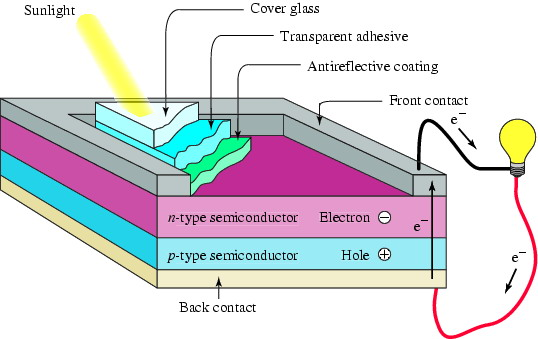 Sunlight
Cover glass
Transparent adhesive
Antireflective coating
Front contact
e⁻
n-type semiconductor Electron ⊖
e⁻
p-type semiconductor Hole ⊕
e⁻
Back contact